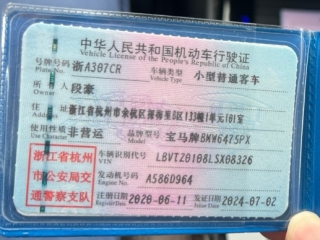 中华人民共和国机动车行驶证
Vehicle License of the People's Republic of China
号牌号码 浙A307CR 车辆类型 小型普通客车
Plate No. Vehicle Type
所有人 段豪
Owner
住址 浙江省杭州市余杭区
Address
使用性质 非营运 品牌型号 宝马牌BMW6475PX
Use Character Model
浙江省杭州
市公安局交
通警察支队
车辆识别代号 LBVTZ0108LSX08326
VIN
发动机号码 A586D964
Engine No.
注册日期 2020-06-11 发证日期 2024-07-02
Register Date Issue Date